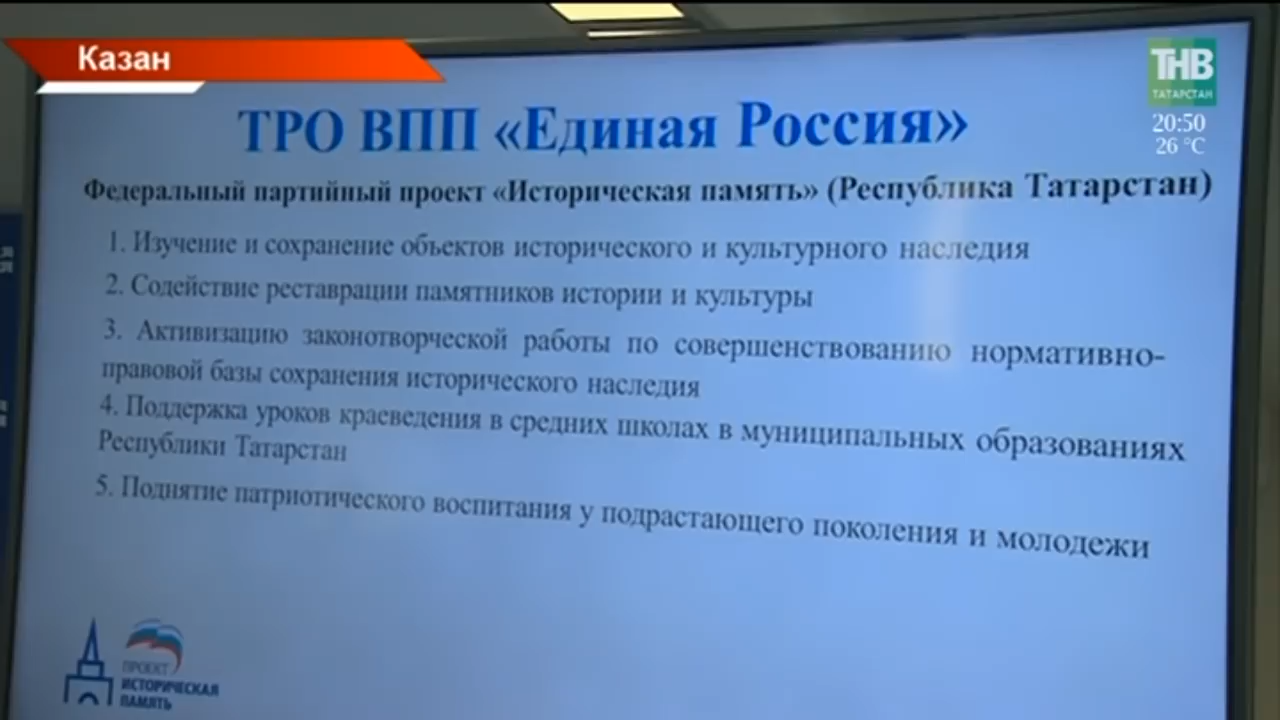 Казан
ТНВ
ТАТАРСТАН
20:50
26 °C
ТРО ВПП «Единая Россия»
Федеральный партийный проект «Историческая память» (Республика Татарстан)
1. Изучение и сохранение объектов исторического и культурного наследия
2. Содействие реставрации памятников истории и культуры
3. Активизацию законотворческой работы по совершенствованию нормативно-
правовой базы сохранения исторического наследия
4. Поддержка уроков краеведения в средних школах в муниципальных образованиях
Республики Татарстан
5. Поднятие патриотического воспитания у подрастающего поколения и молодежи
ПРОЕКТ
ИСТОРИЧЕСКАЯ
ПАМЯТЬ